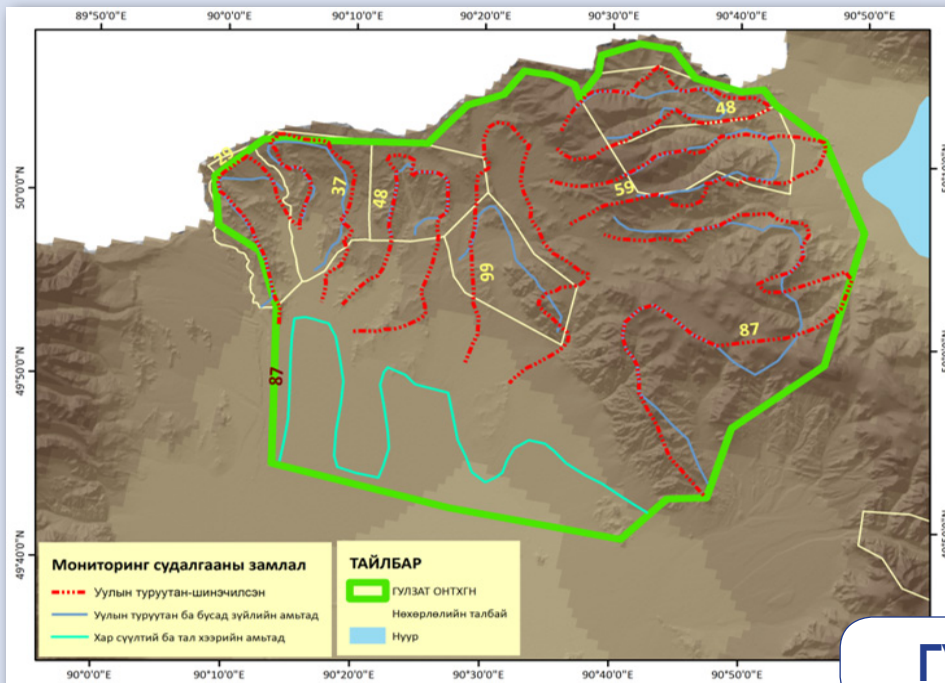 89°50'0"E 90°0'0"E 90°10'0"E 90°20'0"E 90°30'0"E 90°40'0"E 90°50'0"E
50°0'0"N
49°50'0"N
49°40'0"N
50°10'0"N
29
37
48
99
48
59
87
87
Мониторинг судалгааны замлал
Уулын туруутан-шинэчилсэн
Уулын туруутан ба бусад зүйлийн амьтад
Хар сүүлтий ба тал хээрийн амьтад
ТАЙЛБАР
ГУЛЗАТ ОНТХГН
Нөхөрлөлийн талбай
Нуур
90°0'0"E 90°10'0"E 90°20'0"E 90°30'0"E 90°40'0"E 90°50'0"E